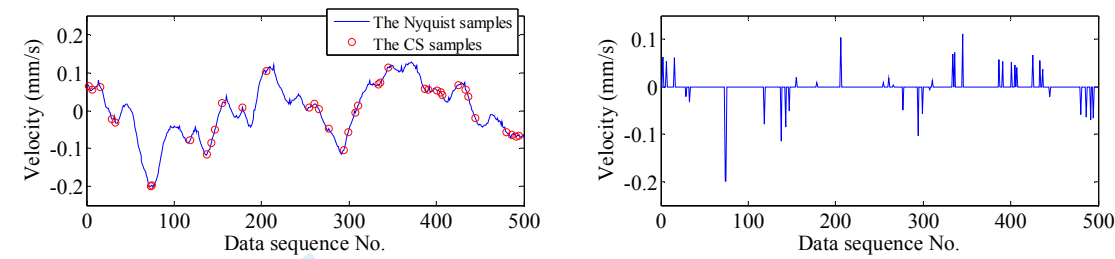 The Nyquist samples
The CS samples
Velocity (mm/s)
0.2
0.1
0
-0.1
-0.2
0 100 200 300 400 500
Data sequence No.
Velocity (mm/s)
0.1
0
-0.1
-0.2
0 100 200 300 400 500
Data sequence No.